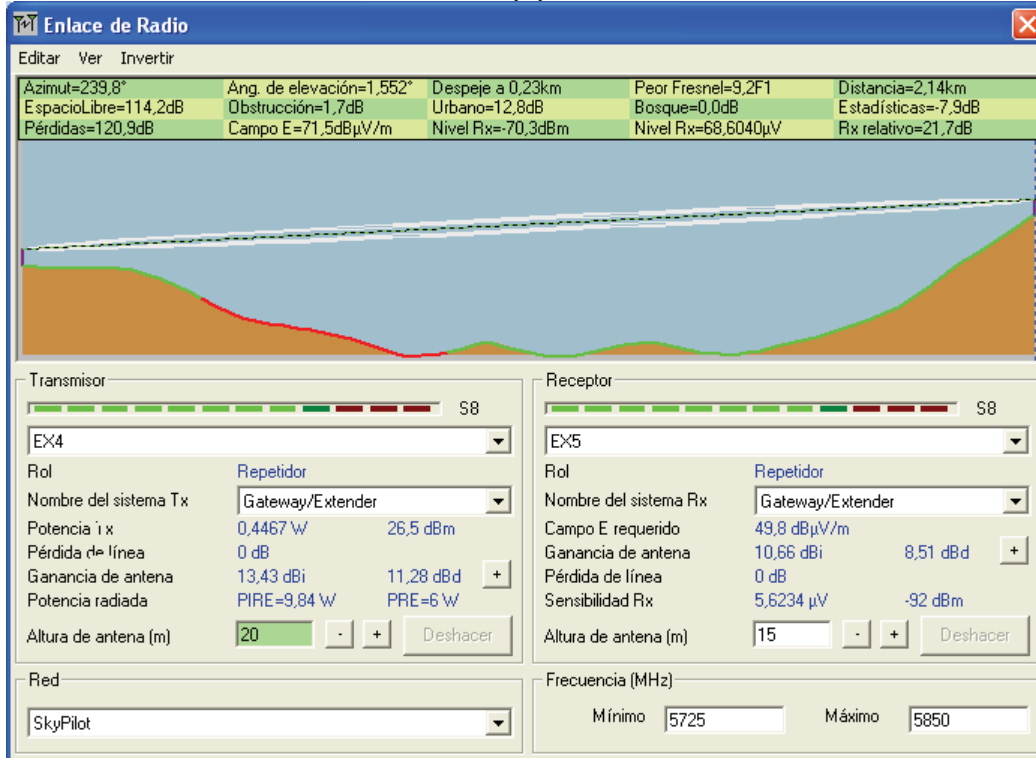 Enlace de Radio
Editar Ver Invertir
Azimut=239,8° Ang. de elevación=1,552° Despeje a 0,23km Peor Fresnel=9,2F1 Distancia=2,14km
EspacioLibre=114,2dB Obstrucción=1,7dB Urbano=12,8dB Bosque=0,0dB Estadísticas=-7,9dB
Pérdidas=120,9dB Campo E=71,5dBµV/m Nivel Rx=-70,3dBm Nivel Rx=68,6040µV Rx relativo=21,7dB
Transmisor
S8
EX4
Rol Repetidor
Nombre del sistema Tx Gateway/Extender
Potencia Tx 0,4467 W 26,5 dBm
Pérdida de línea 0 dB
Ganancia de antena 13,43 dBi 11,28 dBd +
Potencia radiada PIRE=9,84 W PRE=6 W
Altura de antena (m) 20 - + Deshacer
Receptor
S8
EX5
Rol Repetidor
Nombre del sistema Rx Gateway/Extender
Campo E requerido 49,8 dBµV/m
Ganancia de antena 10,66 dBi 8,51 dBd +
Pérdida de línea 0 dB
Sensibilidad Rx 5,6234 µV -92 dBm
Altura de antena (m) 15 - + Deshacer
Red
SkyPilot
Frecuencia (MHz)
Mínimo 5725 Máximo 5850